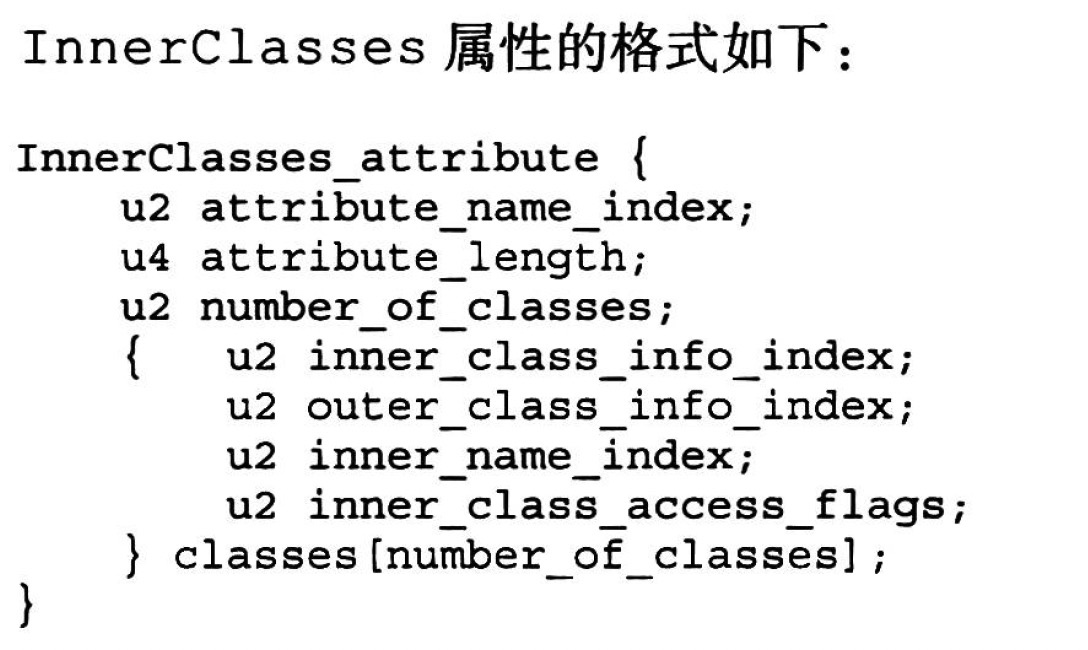 InnerClasses 属性的格式如下：
InnerClasses_attribute {
    u2 attribute_name_index;
    u4 attribute_length;
    u2 number_of_classes;
    {   u2 inner_class_info_index;
        u2 outer_class_info_index;
        u2 inner_name_index;
        u2 inner_class_access_flags;
    } classes[number_of_classes];
}